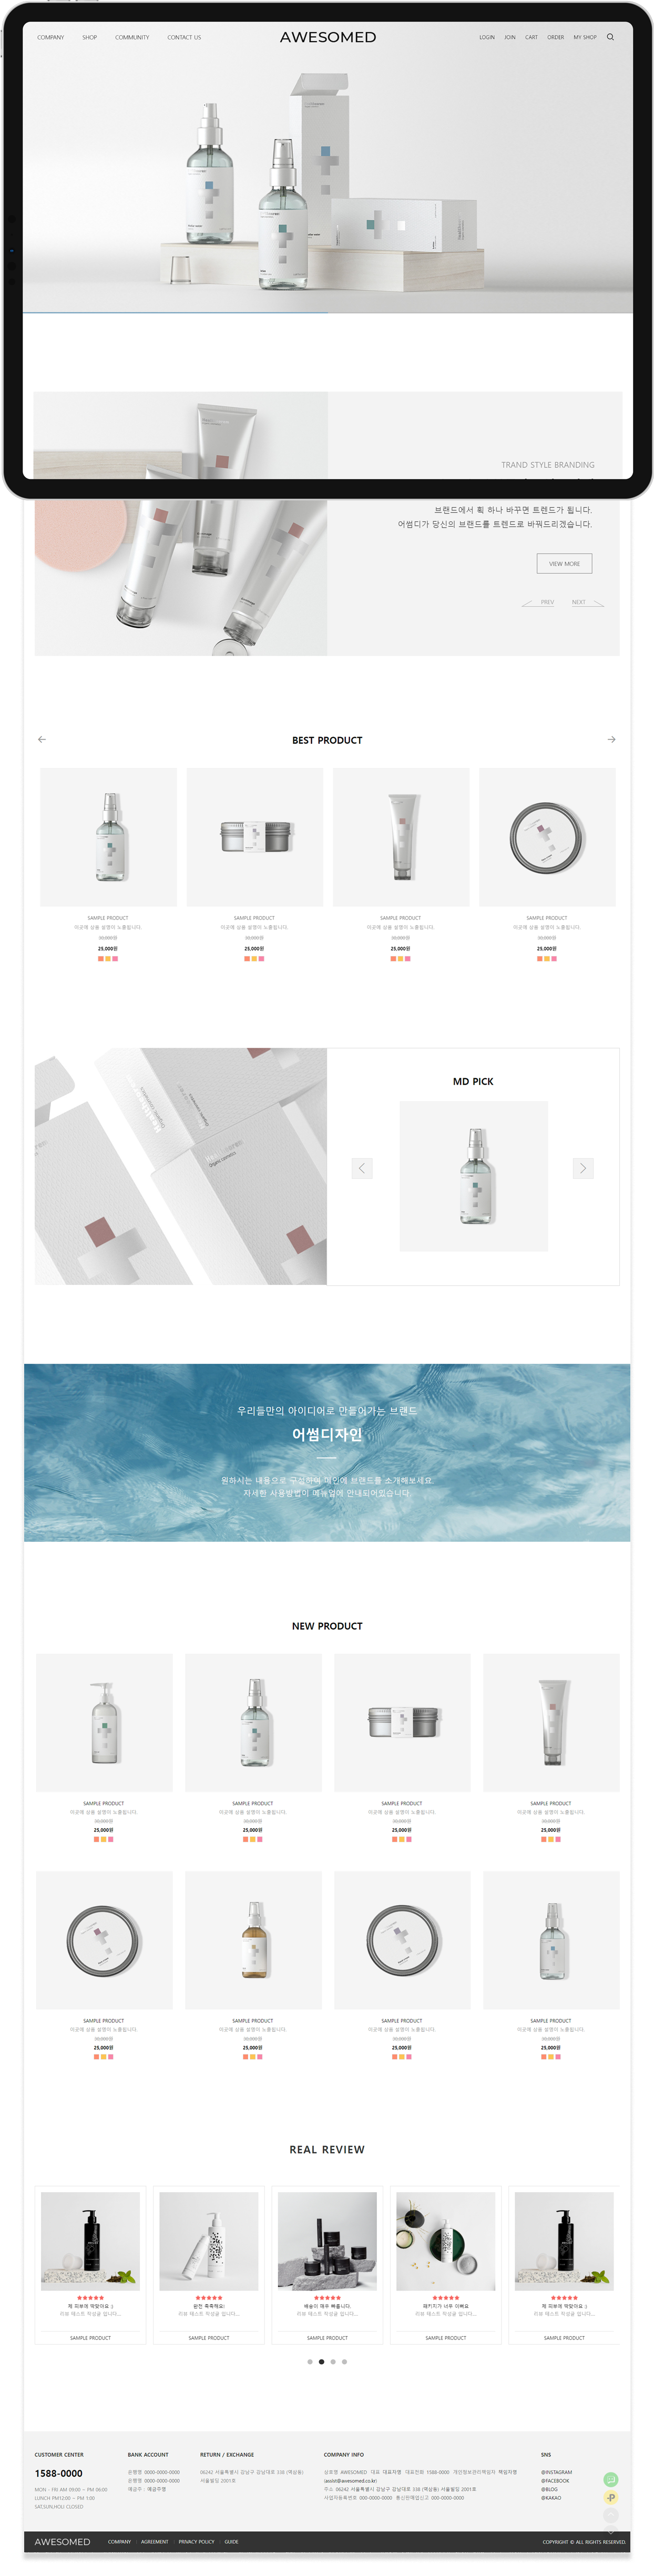 COMPANY SHOP COMMUNITY CONTACT US
AWESOMED
LOGIN JOIN CART ORDER MY SHOP
TRAND STYLE BRANDING
브랜드에서 획 하나 바꾸면 트렌드가 됩니다.
어썸디가 당신의 브랜드를 트렌드로 바꿔드리겠습니다.
VIEW MORE
PREV NEXT
BEST PRODUCT
SAMPLE PRODUCT SAMPLE PRODUCT SAMPLE PRODUCT SAMPLE PRODUCT
이곳에 상품 설명이 노출됩니다. 이곳에 상품 설명이 노출됩니다. 이곳에 상품 설명이 노출됩니다. 이곳에 상품 설명이 노출됩니다.
30,000원 30,000원 30,000원 30,000원
25,000원 25,000원 25,000원 25,000원
Organic cosmetics
MD PICK
우리들만의 아이디어로 만들어가는 브랜드
어썸디자인
원하시는 내용으로 구성하여 메인에 브랜드를 소개해보세요.
자세한 사용방법이 메뉴얼에 안내되어있습니다.
NEW PRODUCT
SAMPLE PRODUCT SAMPLE PRODUCT SAMPLE PRODUCT SAMPLE PRODUCT
이곳에 상품 설명이 노출됩니다. 이곳에 상품 설명이 노출됩니다. 이곳에 상품 설명이 노출됩니다. 이곳에 상품 설명이 노출됩니다.
30,000원 30,000원 30,000원 30,000원
25,000원 25,000원 25,000원 25,000원
SAMPLE PRODUCT SAMPLE PRODUCT SAMPLE PRODUCT SAMPLE PRODUCT
이곳에 상품 설명이 노출됩니다. 이곳에 상품 설명이 노출됩니다. 이곳에 상품 설명이 노출됩니다. 이곳에 상품 설명이 노출됩니다.
30,000원 30,000원 30,000원 30,000원
25,000원 25,000원 25,000원 25,000원
REAL REVIEW
★★★★★ ★★★★★ ★★★★★ ★★★★★ ★★★★★
제 피부에 딱맞아요 :) 완전 촉촉해요! 배송이 매우 빠릅니다. 패키지가 너무 이뻐요 제 피부에 딱맞아요 :)
리뷰 테스트 작성글 입니다... 리뷰 테스트 작성글 입니다... 리뷰 테스트 작성글 입니다... 리뷰 테스트 작성글 입니다... 리뷰 테스트 작성글 입니다...
SAMPLE PRODUCT SAMPLE PRODUCT SAMPLE PRODUCT SAMPLE PRODUCT SAMPLE PRODUCT
CUSTOMER CENTER
1588-0000
MON - FRI AM 09:00 ~ PM 06:00
LUNCH PM12:00 ~ PM 1:00
SAT,SUN,HOLI CLOSED
BANK ACCOUNT
은행명 0000-0000-0000
은행명 0000-0000-0000
예금주 : 예금주명
RETURN / EXCHANGE
06242 서울특별시 강남구 강남대로 338 (역삼동)
서울빌딩 2001호
COMPANY INFO
상호명 AWESOMED 대표 대표자명 대표전화 1588-0000 개인정보관리책임자 책임자명
(assist@awesomed.co.kr)
주소 06242 서울특별시 강남구 강남대로 338 (역삼동) 서울빌딩 2001호
사업자등록번호 000-0000-0000 통신판매업신고 000-0000-0000
SNS
@INSTAGRAM
@FACEBOOK
@BLOG
@KAKAO
AWESOMED COMPANY AGREEMENT PRIVACY POLICY GUIDE COPYRIGHT © ALL RIGHTS RESERVED.